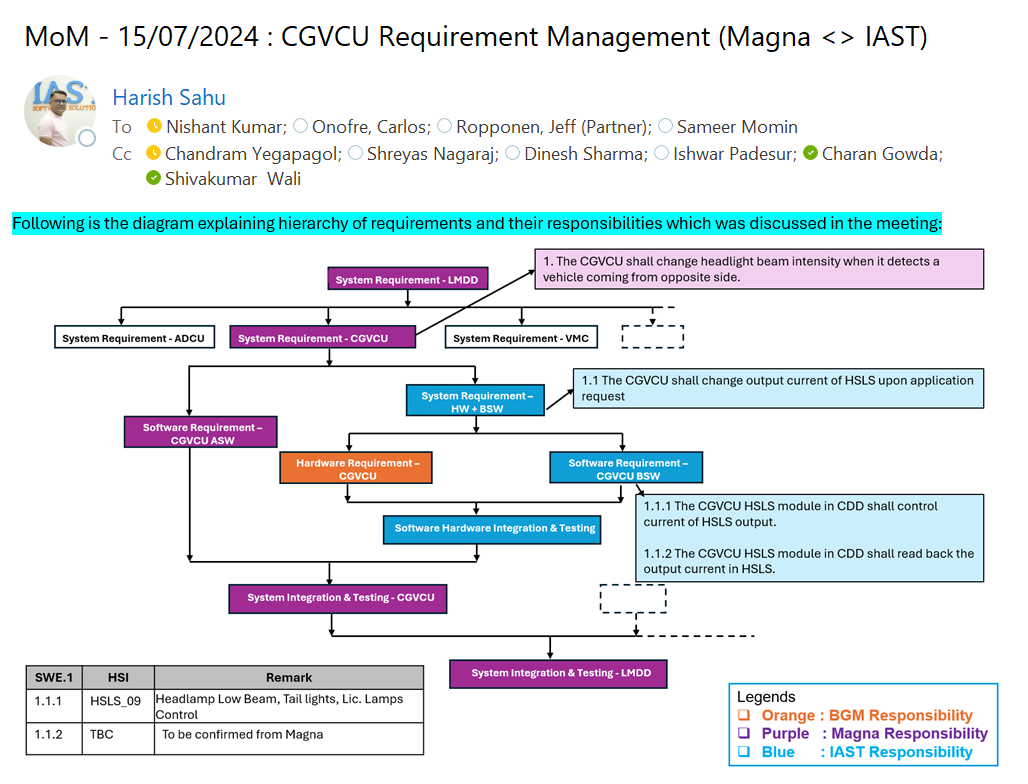 MoM - 15/07/2024 : CGVCU Requirement Management (Magna <> IAST)
IAST
SOFTWARE SOLUTIO
Harish Sahu
To Nishant Kumar; Onofre, Carlos; Ropponen, Jeff (Partner); Sameer Momin
Cc Chandram Yegapagol; Shreyas Nagaraj; Dinesh Sharma; Ishwar Padesur; Charan Gowda;
Shivakumar Wali
Following is the diagram explaining hierarchy of requirements and their responsibilities which was discussed in the meeting:
System Requirement - LMDD
1. The CGVCU shall change headlight beam intensity when it detects a
vehicle coming from opposite side.
System Requirement - ADCU
System Requirement - CGVCU
System Requirement - VMC
System Requirement –
HW + BSW
1.1 The CGVCU shall change output current of HSLS upon application
request
Software Requirement –
CGVCU ASW
Hardware Requirement –
CGVCU
Software Requirement –
CGVCU BSW
1.1.1 The CGVCU HSLS module in CDD shall control
current of HSLS output.
1.1.2 The CGVCU HSLS module in CDD shall read back the
output current in HSLS.
Software Hardware Integration & Testing
System Integration & Testing - CGVCU
System Integration & Testing - LMDD
SWE.1 HSI Remark
1.1.1 HSLS_09 Headlamp Low Beam, Tail lights, Lic. Lamps
Control
1.1.2 TBC To be confirmed from Magna
Legends
Orange : BGM Responsibility
Purple : Magna Responsibility
Blue : IAST Responsibility